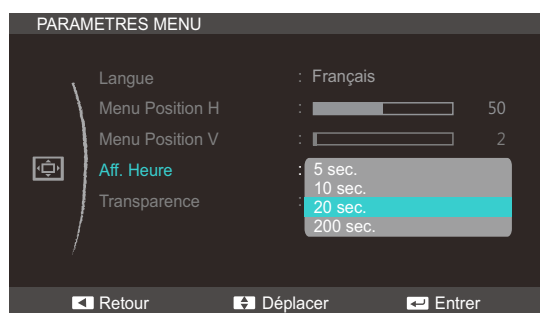 PARAMETRES MENU
Langue : Français
Menu Position H : 50
Menu Position V : 2
Aff. Heure : 5 sec.
10 sec.
Transparence : 20 sec.
200 sec.
Retour Déplacer Entrer